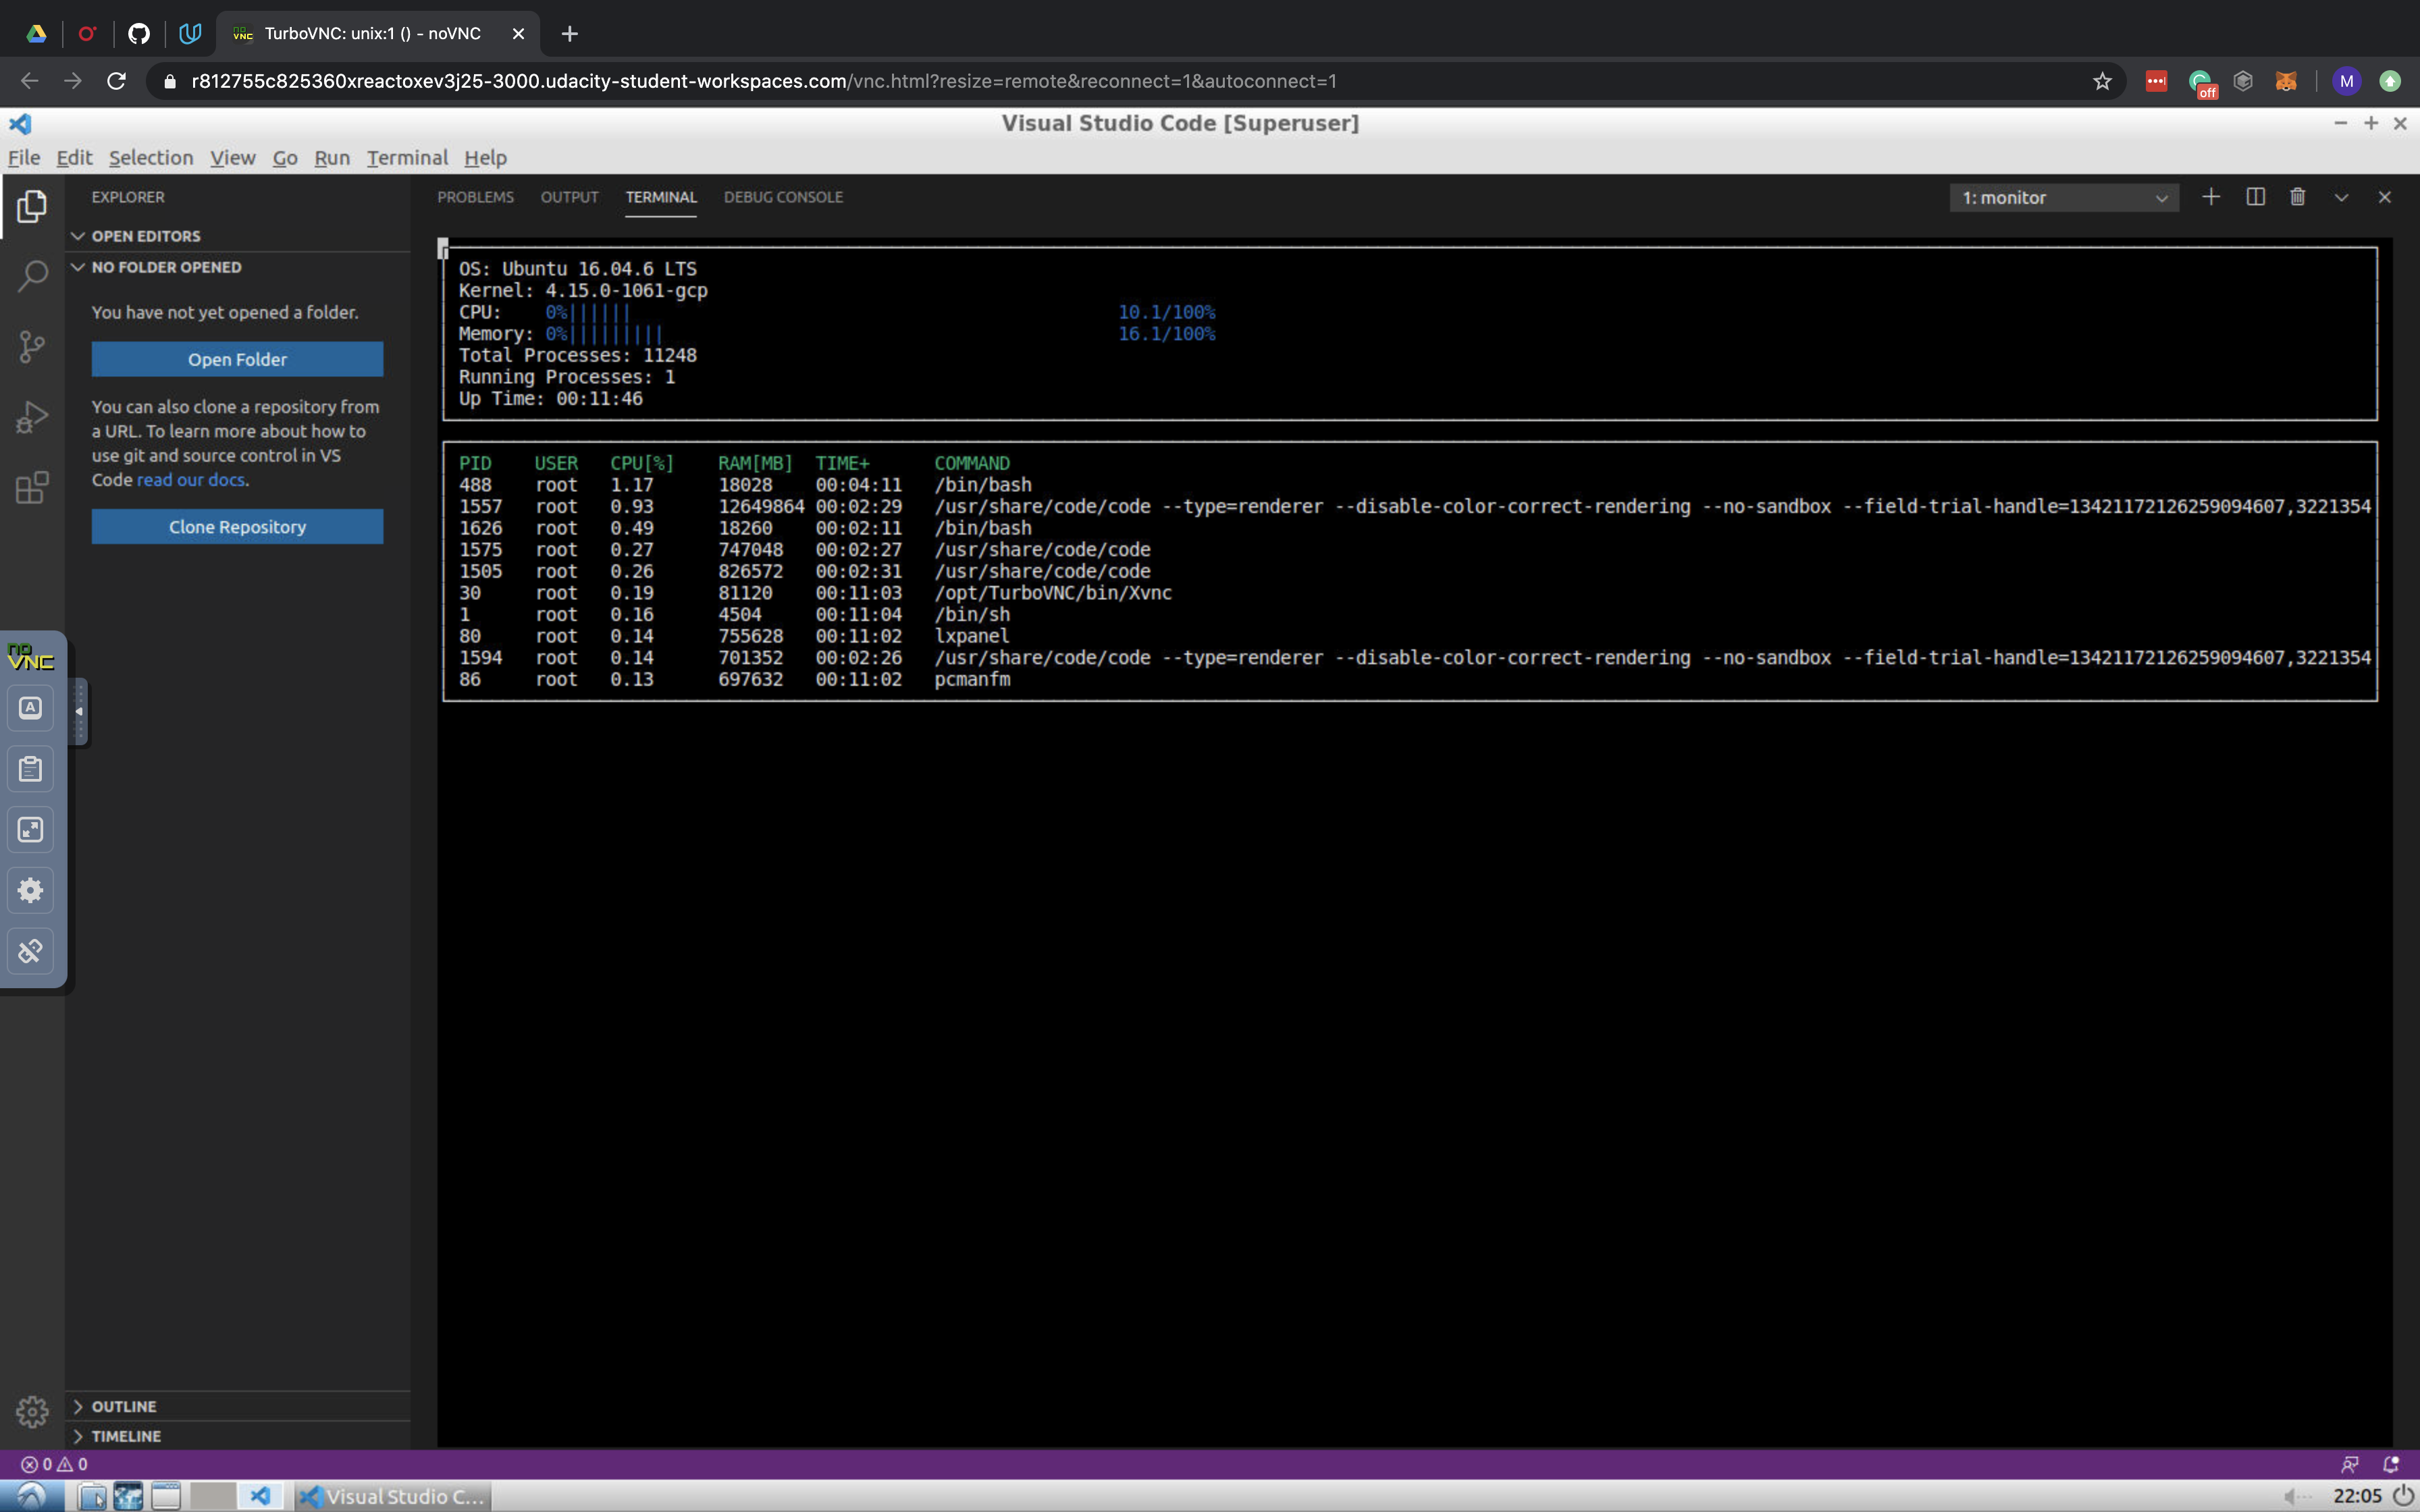 TurboVNC: unix:1 () - noVNC
r812755c825360xreactoxev3j25-3000.udacity-student-workspaces.com/vnc.html?resize=remote&reconnect=1&autoconnect=1
off
M
Visual Studio Code [Superuser]
File Edit Selection View Go Run Terminal Help
EXPLORER
OPEN EDITORS
NO FOLDER OPENED
You have not yet opened a folder.
Open Folder
You can also clone a repository from
a URL. To learn more about how to
use git and source control in VS
Code read our docs.
Clone Repository
PROBLEMS OUTPUT TERMINAL DEBUG CONSOLE
1: monitor
OS: Ubuntu 16.04.6 LTS
Kernel: 4.15.0-1061-gcp
CPU: 0%|||||| 10.1/100%
Memory: 0%||||||||| 16.1/100%
Total Processes: 11248
Running Processes: 1
Up Time: 00:11:46
PID USER CPU[%] RAM[MB] TIME+ COMMAND
488 root 1.17 18028 00:04:11 /bin/bash
1557 root 0.93 12649864 00:02:29 /usr/share/code/code --type=renderer --disable-color-correct-rendering --no-sandbox --field-trial-handle=13421172126259094607,3221354
1626 root 0.49 18260 00:02:11 /bin/bash
1575 root 0.27 747048 00:02:27 /usr/share/code/code
1505 root 0.26 826572 00:02:31 /usr/share/code/code
30 root 0.19 81120 00:11:03 /opt/TurboVNC/bin/Xvnc
1 root 0.16 4504 00:11:04 /bin/sh
80 root 0.14 755628 00:11:02 lxpanel
1594 root 0.14 701352 00:02:26 /usr/share/code/code --type=renderer --disable-color-correct-rendering --no-sandbox --field-trial-handle=13421172126259094607,3221354
86 root 0.13 697632 00:11:02 pcmanfm
no
VNC
A
OUTLINE
TIMELINE
0 0
Visual Studio C...
22:05